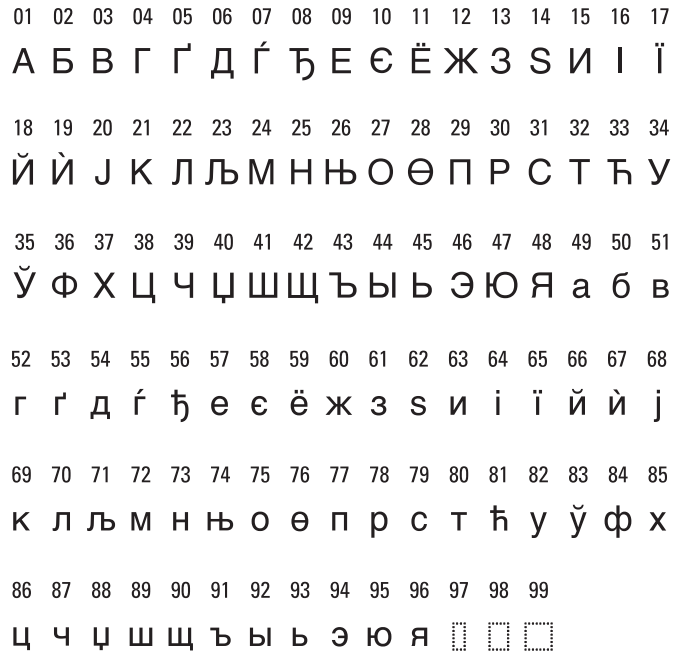 01 02 03 04 05 06 07 08 09 10 11 12 13 14 15 16 17
А Б В Г Ґ Д Ѓ Ђ Е Є Ё Ж З Ѕ И І Ї
18 19 20 21 22 23 24 25 26 27 28 29 30 31 32 33 34
Й Ѝ Ј К Л Љ М Н Њ О Ө П Р С Т Ћ У
35 36 37 38 39 40 41 42 43 44 45 46 47 48 49 50 51
Ў Ф Х Ц Ч Џ Ш Щ Ъ Ы Ь Э Ю Я а б в
52 53 54 55 56 57 58 59 60 61 62 63 64 65 66 67 68
г ґ д ѓ ђ е є ё ж з ѕ и і ї й ѝ ј
69 70 71 72 73 74 75 76 77 78 79 80 81 82 83 84 85
к л љ м н њ о ө п р с т ћ у ў ф х
86 87 88 89 90 91 92 93 94 95 96 97 98 99
ц ч џ ш щ ъ ы ь э ю я